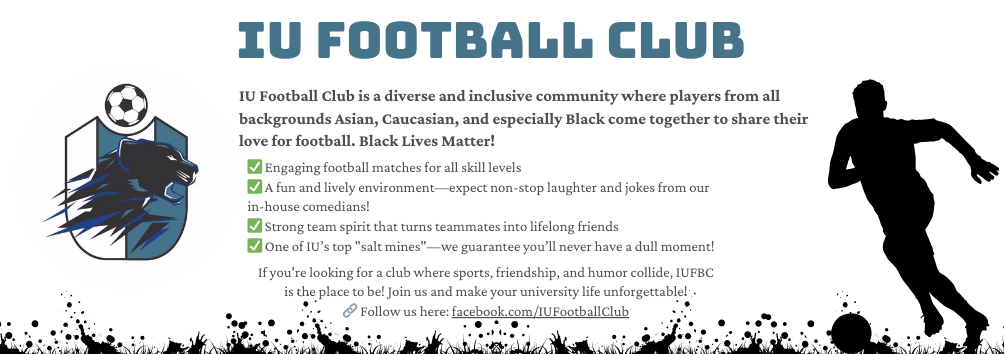 IU FOOTBALL CLUB
IU Football Club is a diverse and inclusive community where players from all
backgrounds Asian, Caucasian, and especially Black come together to share their
love for football. Black Lives Matter!
✅ Engaging football matches for all skill levels
✅ A fun and lively environment—expect non-stop laughter and jokes from our
in-house comedians!
✅ Strong team spirit that turns teammates into lifelong friends
✅ One of IU’s top "salt mines"—we guarantee you’ll never have a dull moment!
If you're looking for a club where sports, friendship, and humor collide, IUFBC
is the place to be! Join us and make your university life unforgettable!
🔗 Follow us here: facebook.com/IUFootballClub